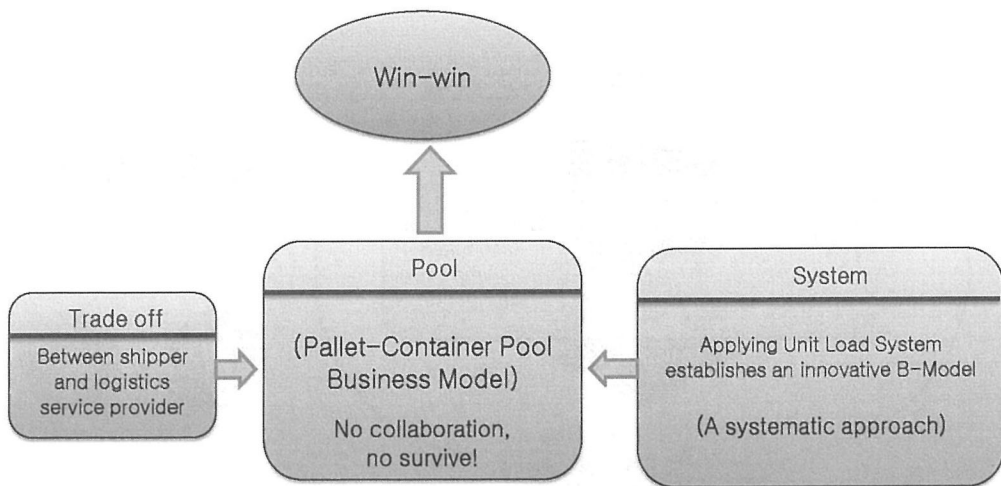 Win-win
Pool
(Pallet-Container Pool
Business Model)
No collaboration,
no survive!
Trade off
Between shipper
and logistics
service provider
System
Applying Unit Load System
establishes an innovative B-Model
(A systematic approach)